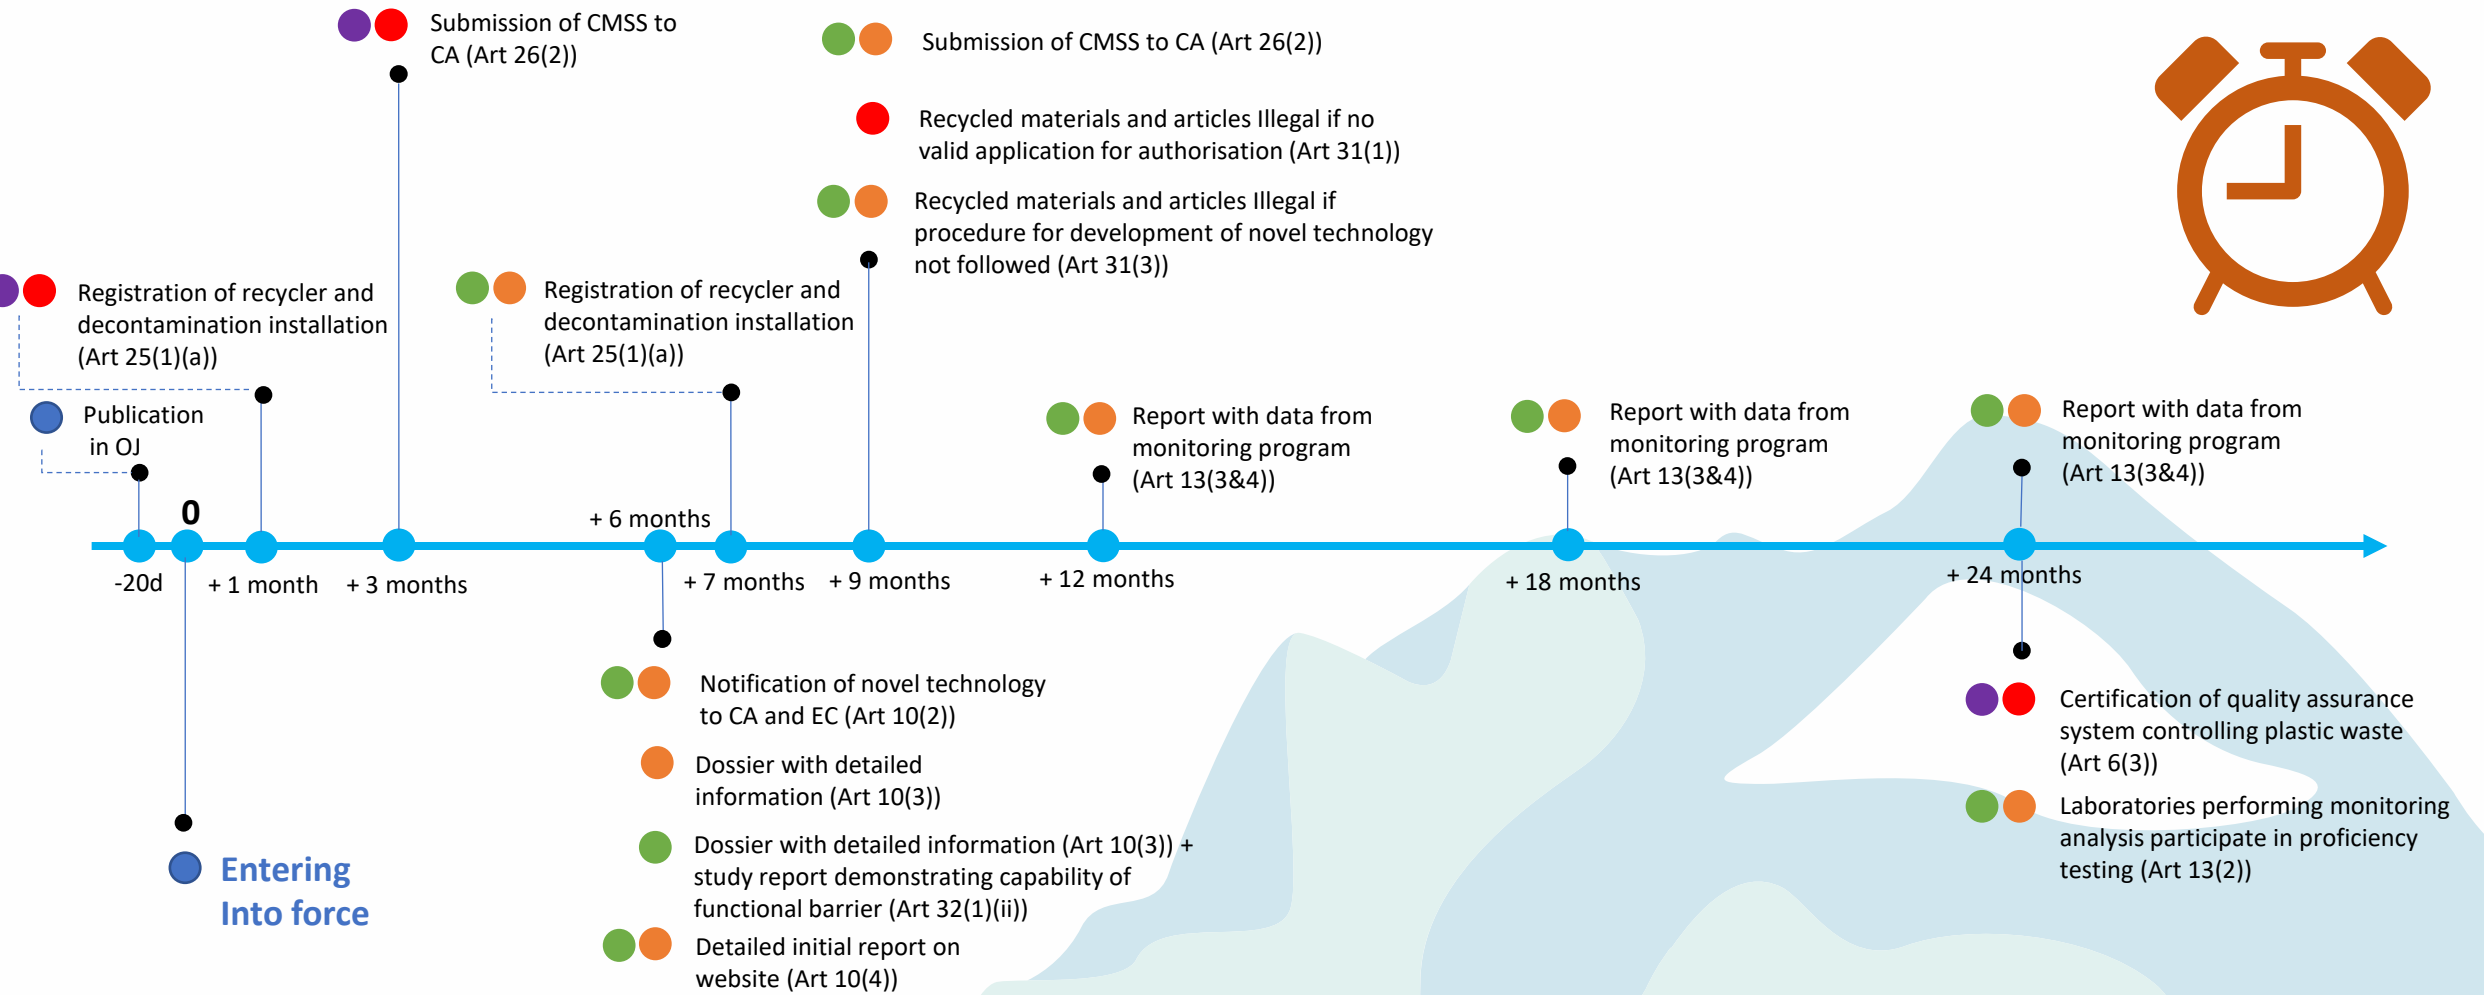 Submission of CMSS to
CA (Art 26(2))
Submission of CMSS to CA (Art 26(2))
Recycled materials and articles Illegal if no
valid application for authorisation (Art 31(1))
Recycled materials and articles Illegal if
procedure for development of novel technology
not followed (Art 31(3))
Registration of recycler and
decontamination installation
(Art 25(1)(a))
Registration of recycler and
decontamination installation
(Art 25(1)(a))
Publication
in OJ
Report with data from
monitoring program
(Art 13(3&4))
Report with data from
monitoring program
(Art 13(3&4))
Report with data from
monitoring program
(Art 13(3&4))
0
+ 6 months
-20d
+ 1 month
+ 3 months
+ 7 months
+ 9 months
+ 12 months
+ 18 months
+ 24 months
Entering
Into force
Notification of novel technology
to CA and EC (Art 10(2))
Dossier with detailed
information (Art 10(3))
Dossier with detailed information (Art 10(3)) +
study report demonstrating capability of
functional barrier (Art 32(1)(ii))
Detailed initial report on
website (Art 10(4))
Certification of quality assurance
system controlling plastic waste
(Art 6(3))
Laboratories performing monitoring
analysis participate in proficiency
testing (Art 13(2))